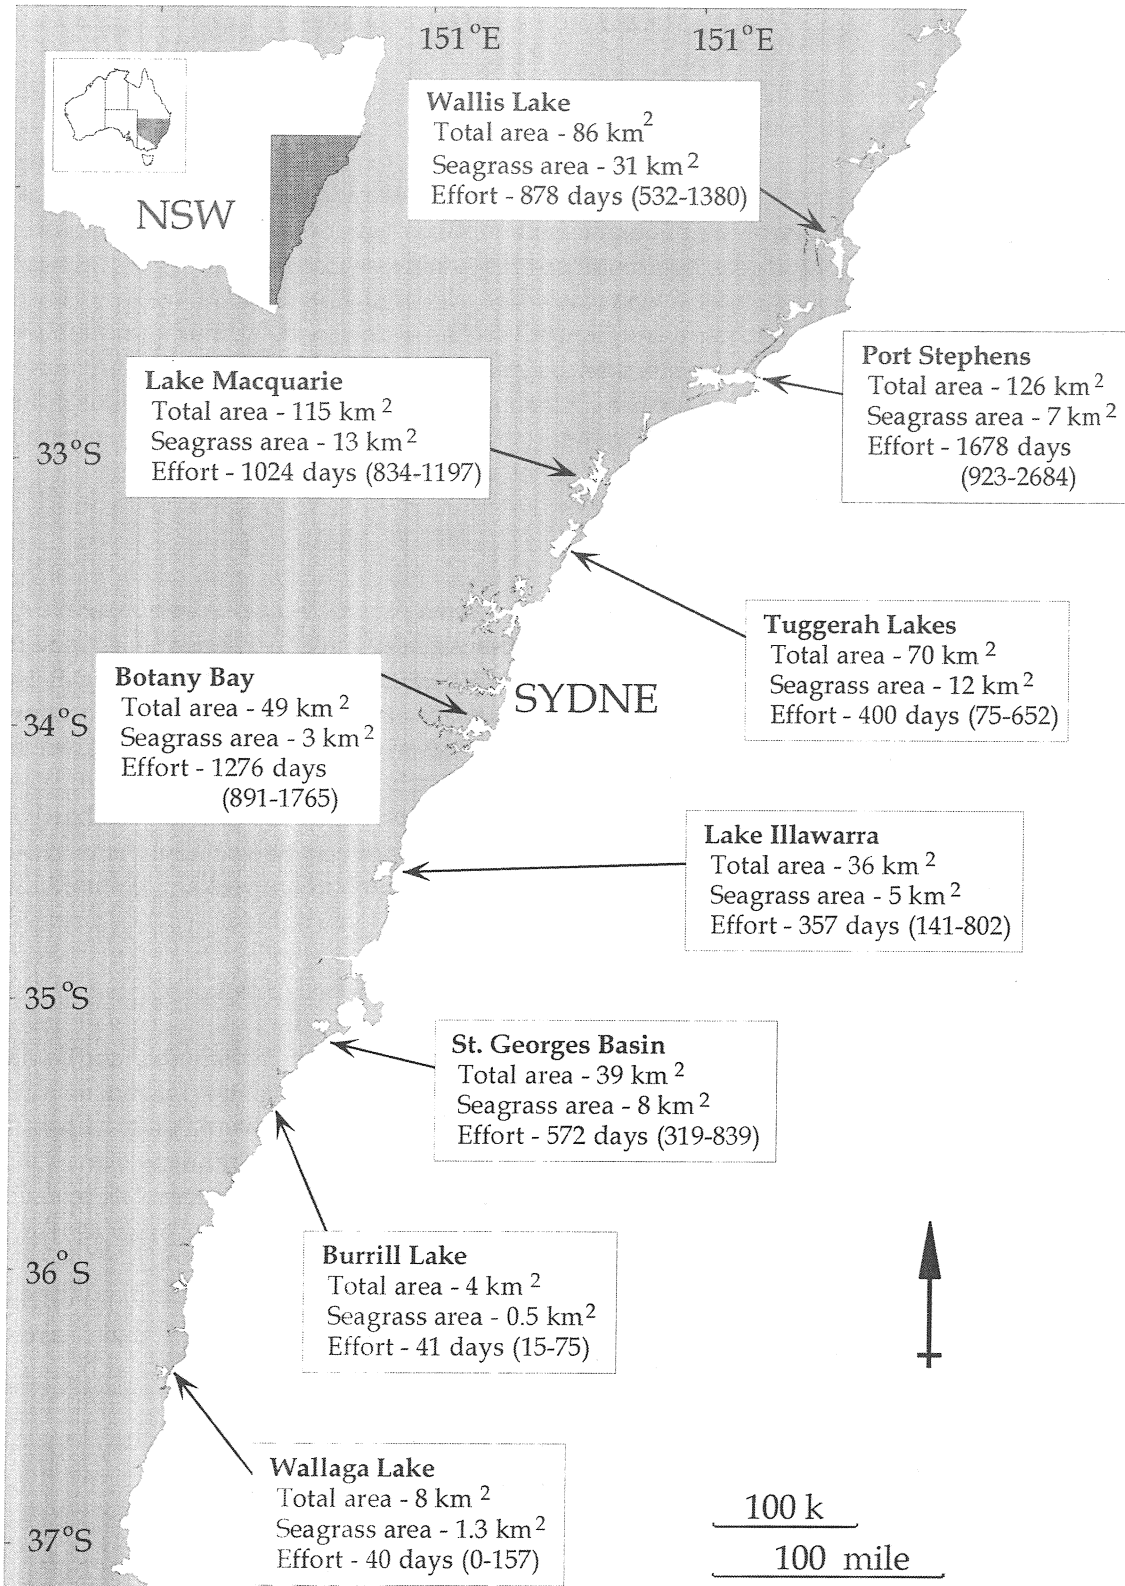 151°E 151°E
NSW
Wallis Lake
Total area - 86 km²
Seagrass area - 31 km²
Effort - 878 days (532-1380)
Port Stephens
Total area - 126 km²
Seagrass area - 7 km²
Effort - 1678 days
(923-2684)
Lake Macquarie
Total area - 115 km²
Seagrass area - 13 km²
Effort - 1024 days (834-1197)
33°S
Tuggerah Lakes
Total area - 70 km²
Seagrass area - 12 km²
Effort - 400 days (75-652)
Botany Bay
Total area - 49 km²
Seagrass area - 3 km²
Effort - 1276 days
(891-1765)
SYDNE
34°S
Lake Illawarra
Total area - 36 km²
Seagrass area - 5 km²
Effort - 357 days (141-802)
35°S
St. Georges Basin
Total area - 39 km²
Seagrass area - 8 km²
Effort - 572 days (319-839)
Burrill Lake
Total area - 4 km²
Seagrass area - 0.5 km²
Effort - 41 days (15-75)
36°S
Wallaga Lake
Total area - 8 km²
Seagrass area - 1.3 km²
Effort - 40 days (0-157)
37°S
100 k
100 mile